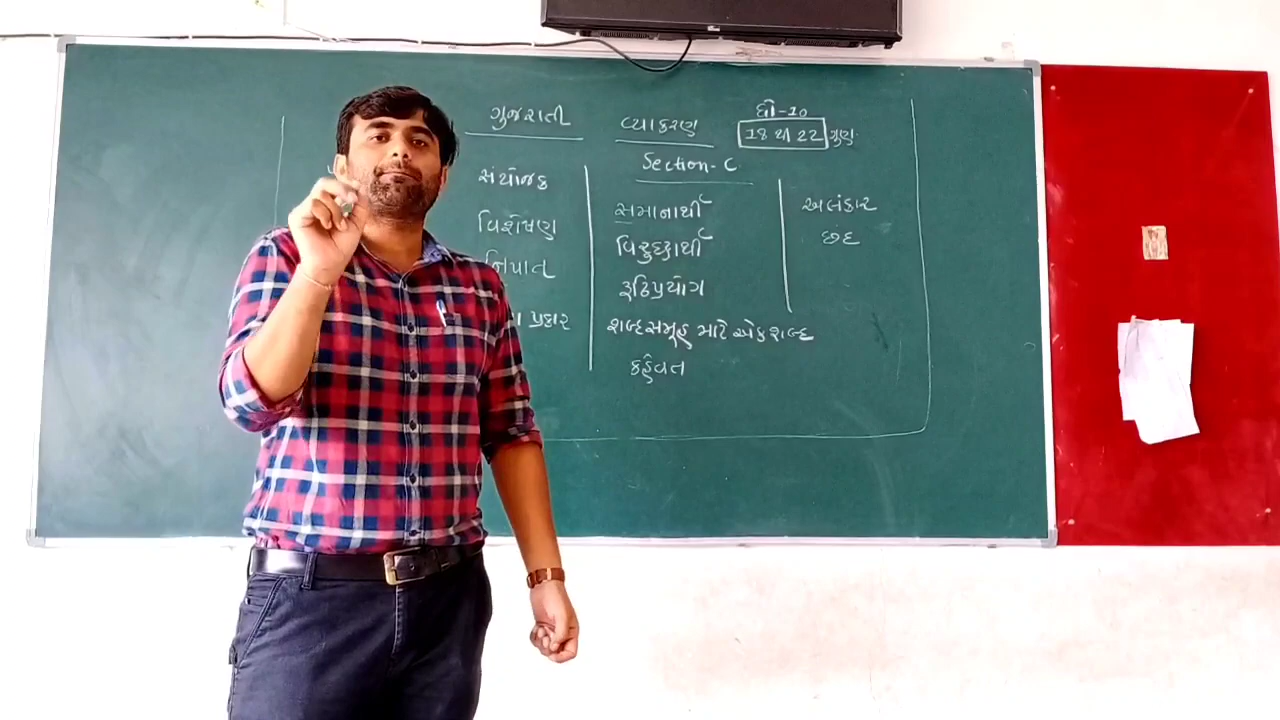 ગુજરાતી વ્યાકરણ ધો-10
18 થી 22 ગુણ
Section-C
સંયોજક
વિશેષણ
નિપાત
પ્રકાર
સમાનાર્થી
વિરુદ્ધાર્થી
રૂઢિપ્રયોગ
શબ્દસમૂહ માટે એક શબ્દ
કહેવત
અલંકાર
છંદ